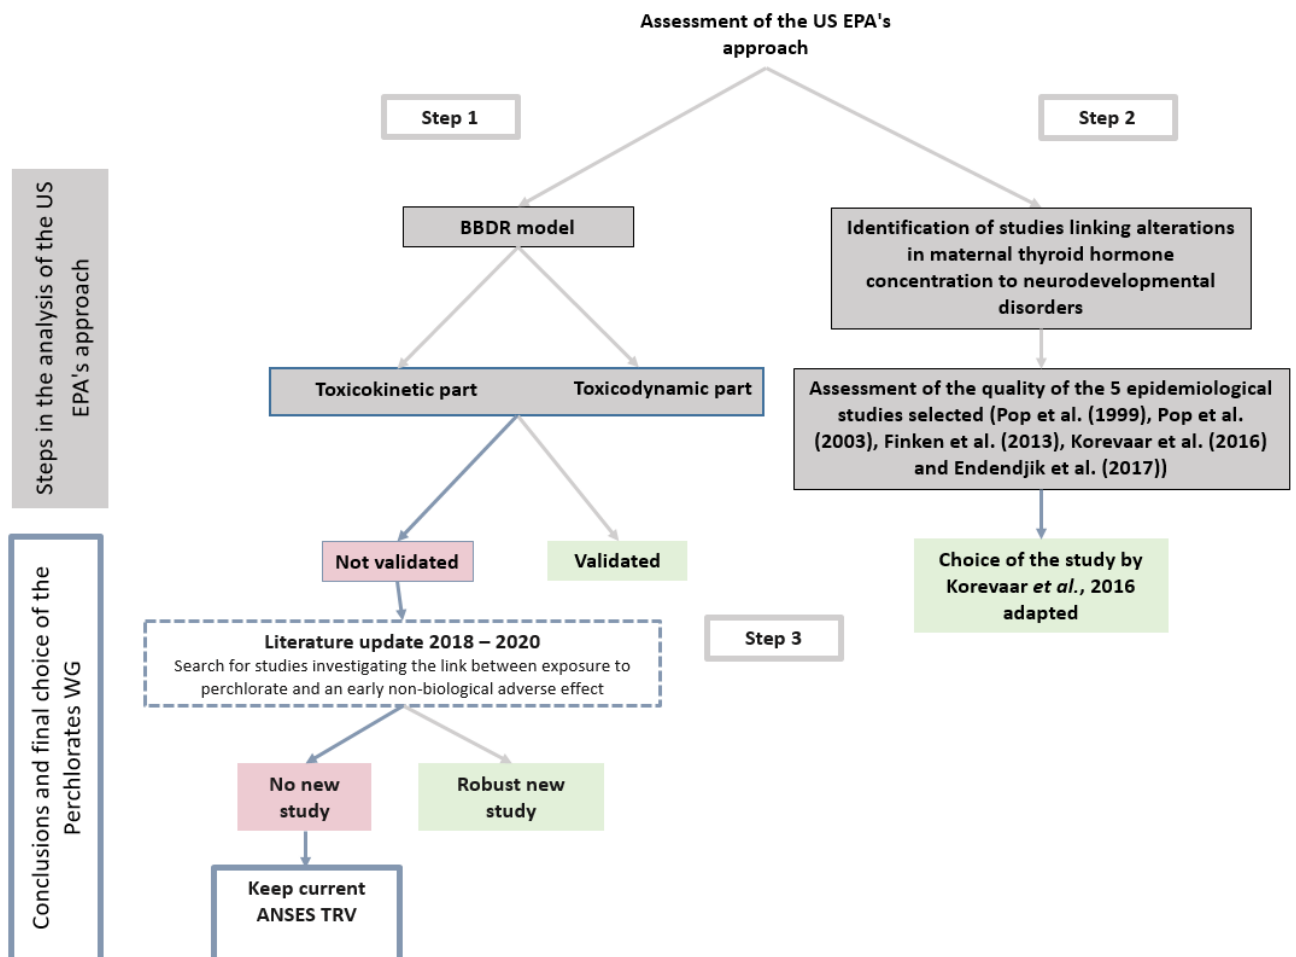 Assessment of the US EPA's
approach
Step 1
Step 2
Steps in the analysis of the US
EPA's approach
BBDR model
Identification of studies linking alterations
in maternal thyroid hormone
concentration to neurodevelopmental
disorders
Toxicokinetic part
Toxicodynamic part
Assessment of the quality of the 5 epidemiological
studies selected (Pop et al. (1999), Pop et al.
(2003), Finken et al. (2013), Korevaar et al. (2016)
and Endendjik et al. (2017))
Conclusions and final choice of the
Perchlorates WG
Not validated
Validated
Choice of the study by
Korevaar et al., 2016
adapted
Literature update 2018 – 2020
Search for studies investigating the link between exposure to
perchlorate and an early non-biological adverse effect
Step 3
No new
study
Robust new
study
Keep current
ANSES TRV